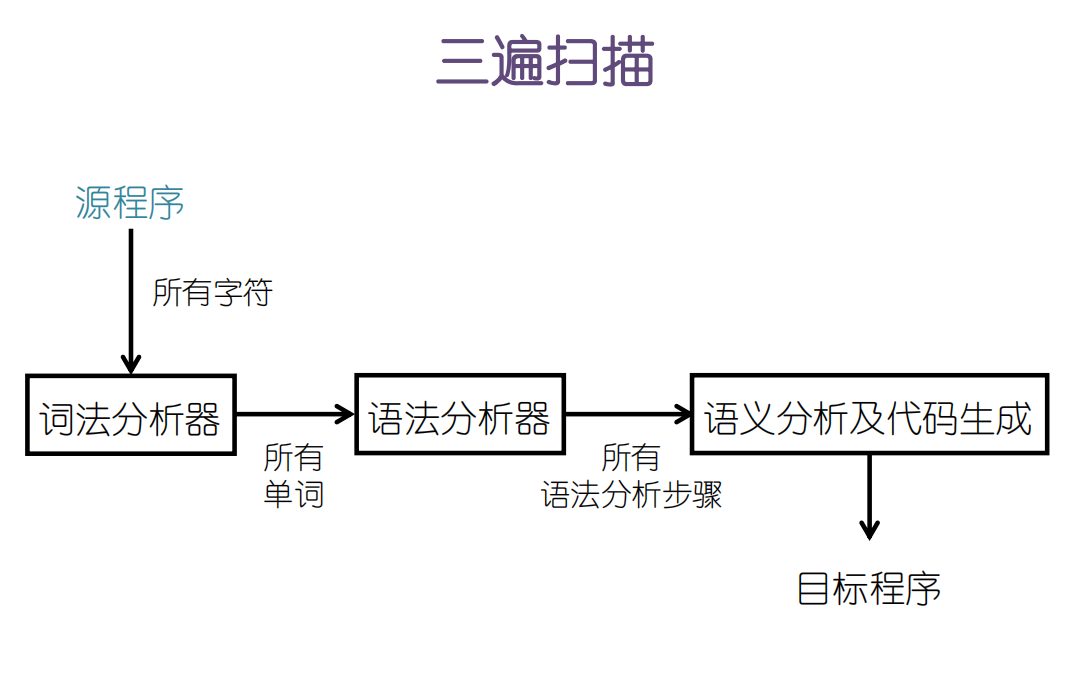 三遍扫描
源程序
所有字符
词法分析器
语法分析器
语义分析及代码生成
所有
单词
所有
语法分析步骤
目标程序